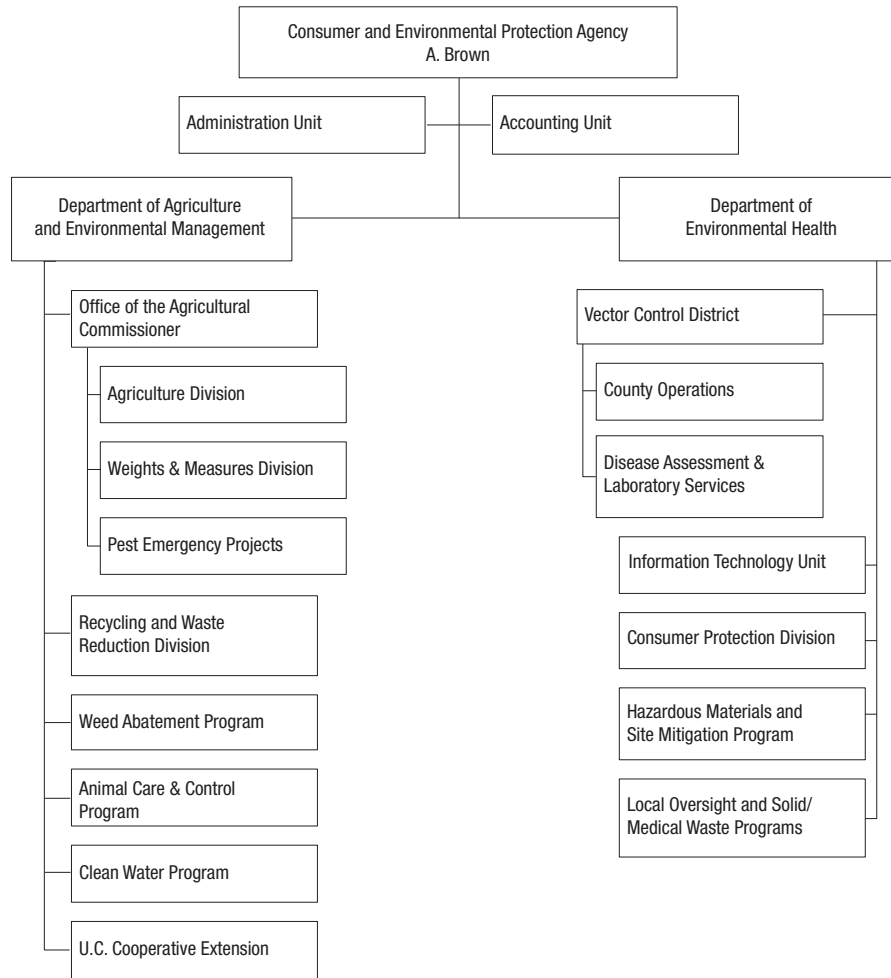 Consumer and Environmental Protection Agency
A. Brown
Administration Unit
Accounting Unit
Department of Agriculture
and Environmental Management
Department of
Environmental Health
Office of the Agricultural
Commissioner
Agriculture Division
Weights & Measures Division
Pest Emergency Projects
Recycling and Waste
Reduction Division
Weed Abatement Program
Animal Care & Control
Program
Clean Water Program
U.C. Cooperative Extension
Vector Control District
County Operations
Disease Assessment &
Laboratory Services
Information Technology Unit
Consumer Protection Division
Hazardous Materials and
Site Mitigation Program
Local Oversight and Solid/
Medical Waste Programs